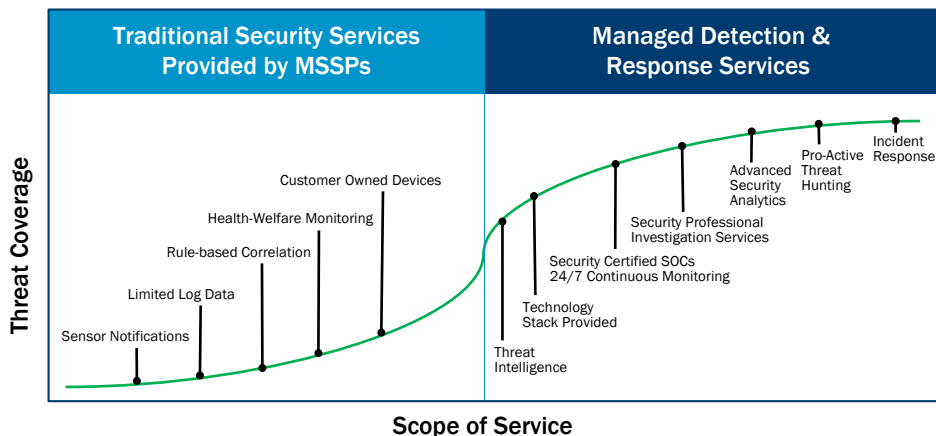 Traditional Security Services
Provided by MSSPs
Managed Detection &
Response Services
Threat Coverage
Sensor Notifications
Limited Log Data
Rule-based Correlation
Health-Welfare Monitoring
Customer Owned Devices
Threat
Intelligence
Technology
Stack Provided
Security Certified SOCs
24/7 Continuous Monitoring
Security Professional
Investigation Services
Advanced
Security
Analytics
Pro-Active
Threat
Hunting
Incident
Response
Scope of Service